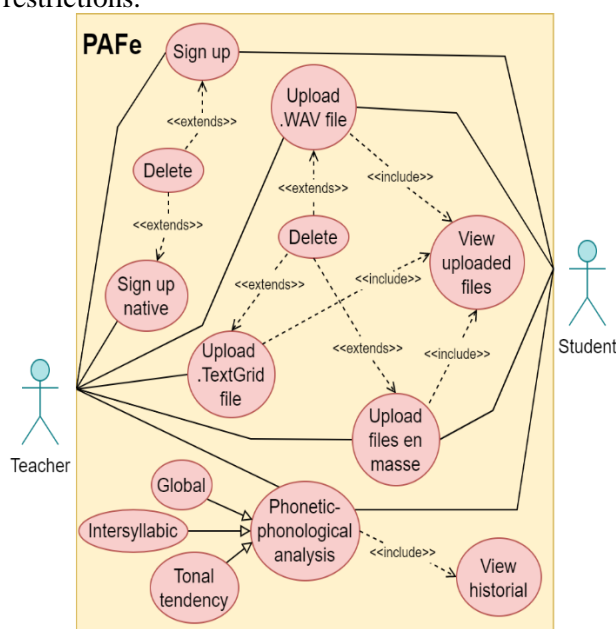 restrictions.
PAFe
Sign up
<<extends>>
Delete
<<extends>>
Sign up
native
Upload
.WAV file
<<include>>
<<extends>>
Delete
View
uploaded
files
<<extends>>
<<include>>
Upload
.TextGrid
file
<<extends>>
<<include>>
Upload
files en
masse
Student
Teacher
Global
Intersyllabic
Tonal
tendency
Phonetic-
phonological
analysis
<<include>>
View
historial